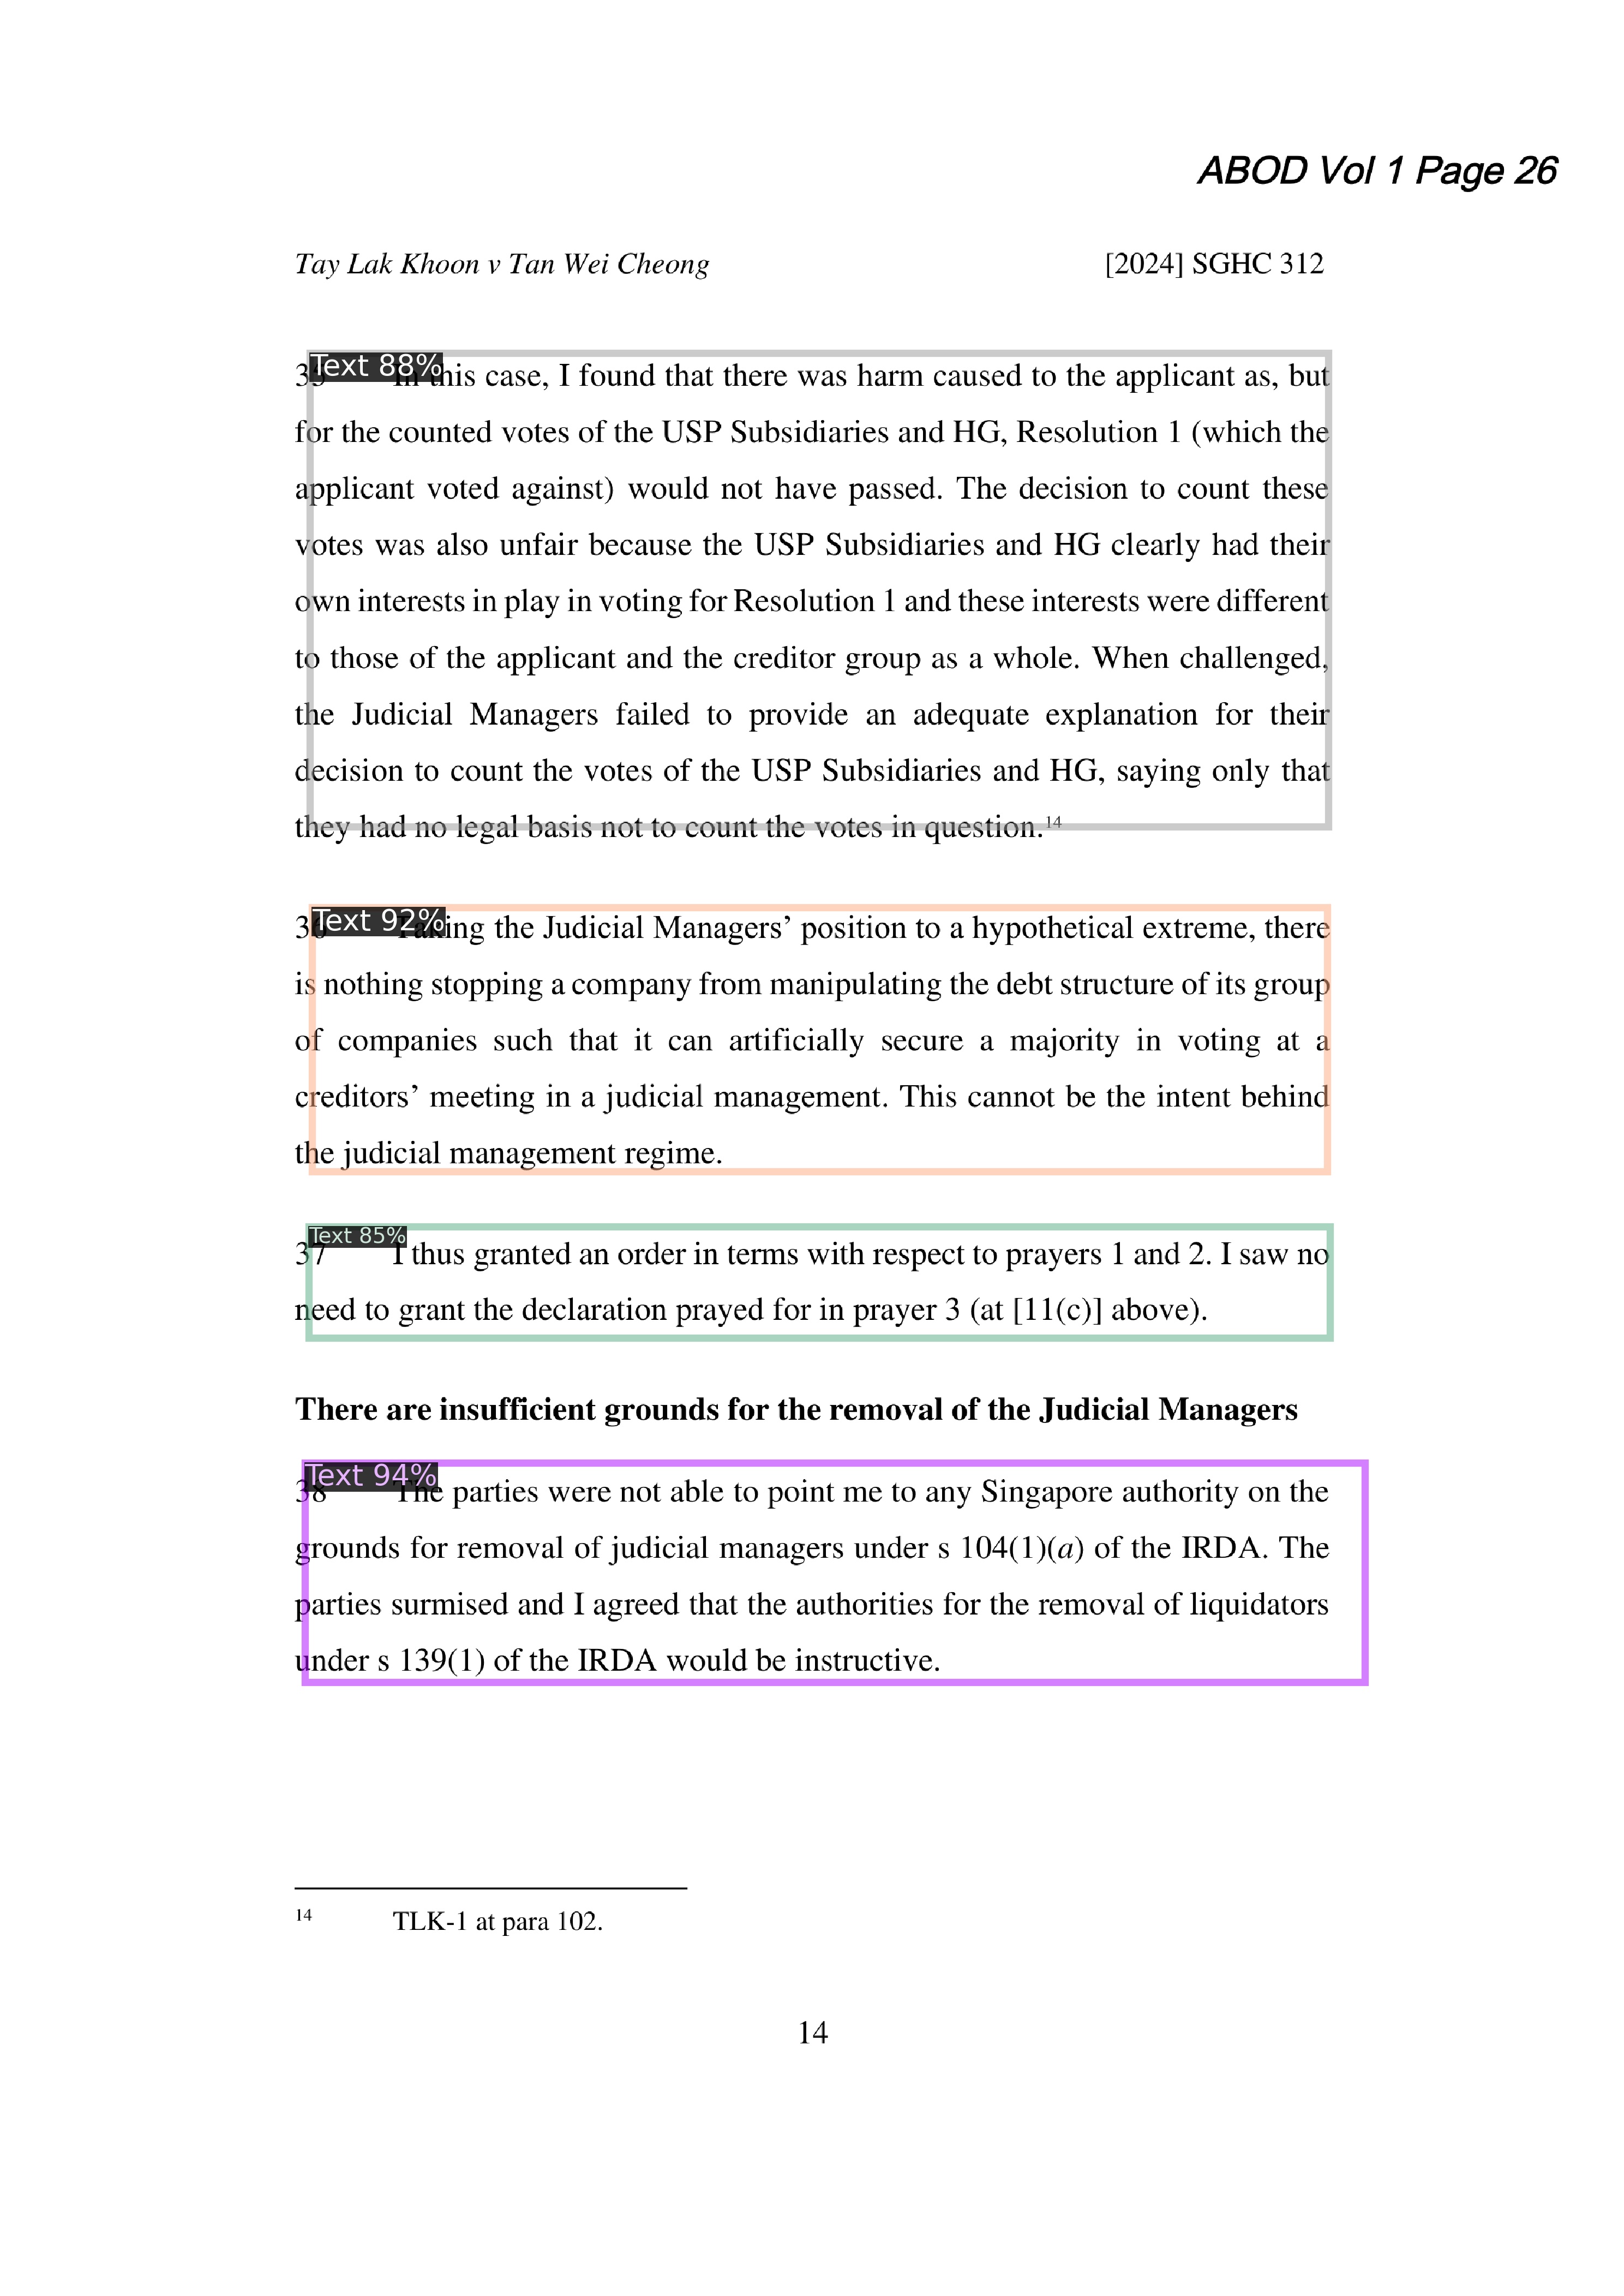 ABOD Vol 1 Page 26
Tay Lak Khoon v Tan Wei Cheong [2024] SGHC 312
Text 88%
35 In this case, I found that there was harm caused to the applicant as, but
for the counted votes of the USP Subsidiaries and HG, Resolution 1 (which the
applicant voted against) would not have passed. The decision to count these
votes was also unfair because the USP Subsidiaries and HG clearly had their
own interests in play in voting for Resolution 1 and these interests were different
to those of the applicant and the creditor group as a whole. When challenged,
the Judicial Managers failed to provide an adequate explanation for their
decision to count the votes of the USP Subsidiaries and HG, saying only that
they had no legal basis not to count the votes in question.14
Text 92%
36 Taking the Judicial Managers’ position to a hypothetical extreme, there
is nothing stopping a company from manipulating the debt structure of its group
of companies such that it can artificially secure a majority in voting at a
creditors’ meeting in a judicial management. This cannot be the intent behind
the judicial management regime.
Text 85%
37 I thus granted an order in terms with respect to prayers 1 and 2. I saw no
need to grant the declaration prayed for in prayer 3 (at [11(c)] above).
There are insufficient grounds for the removal of the Judicial Managers
Text 94%
38 The parties were not able to point me to any Singapore authority on the
grounds for removal of judicial managers under s 104(1)(a) of the IRDA. The
parties surmised and I agreed that the authorities for the removal of liquidators
under s 139(1) of the IRDA would be instructive.
14 TLK-1 at para 102.
14